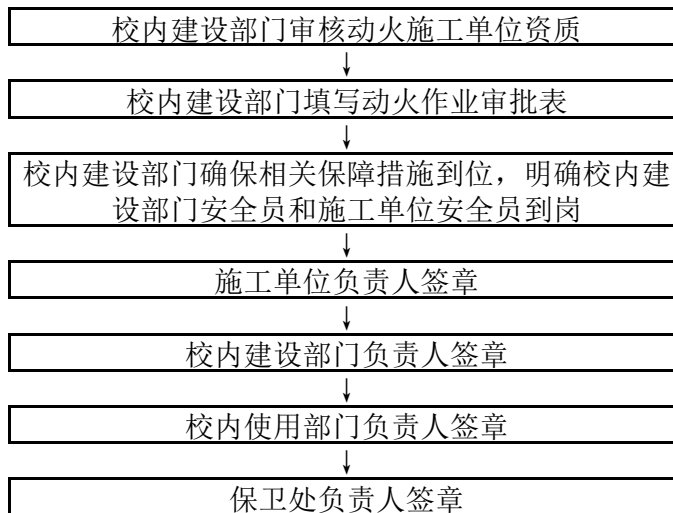 校内建设部门审核动火施工单位资质
校内建设部门填写动火作业审批表
校内建设部门确保相关保障措施到位，明确校内建
设部门安全员和施工单位安全员到岗
施工单位负责人签章
校内建设部门负责人签章
校内使用部门负责人签章
保卫处负责人签章